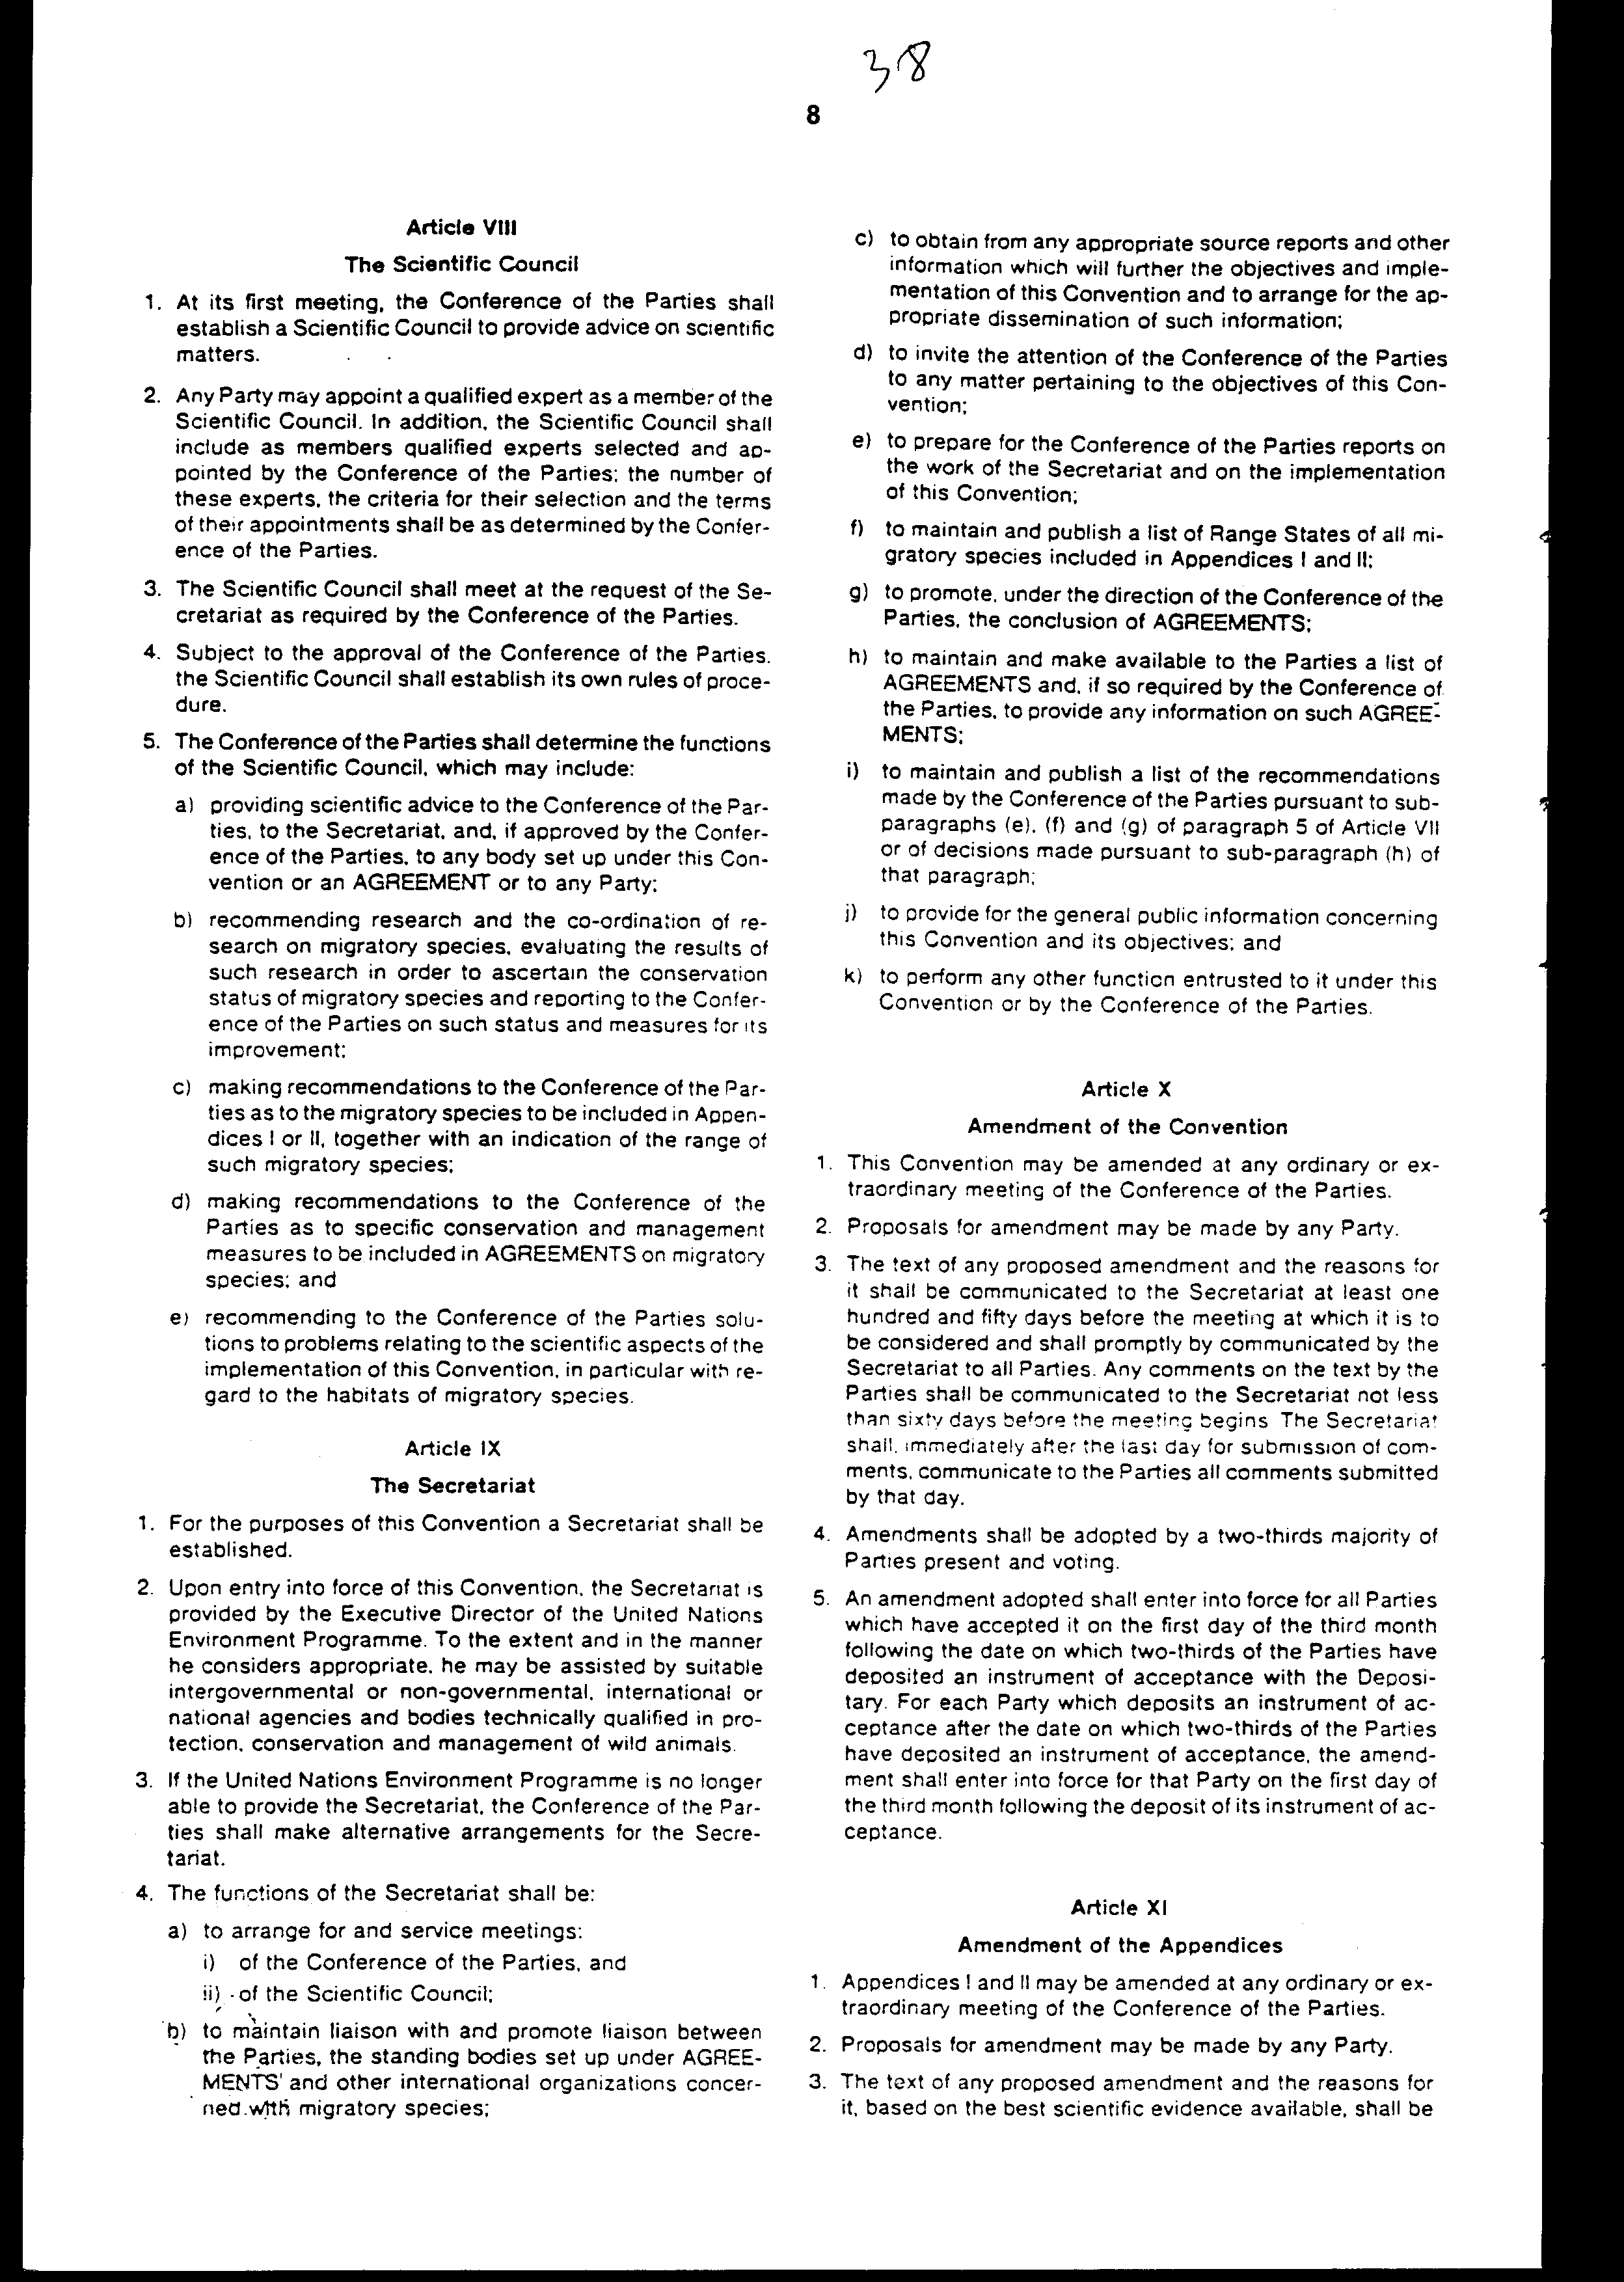 38
8
Article VIII
The Scientific Council
1. At its first meeting, the Conference of the Parties shall
establish a Scientific Council to provide advice on scientific
matters.
2. Any Party may appoint a qualified expert as a member of the
Scientific Council. In addition, the Scientific Council shall
include as members qualified experts selected and ap-
pointed by the Conference of the Parties; the number of
these experts, the criteria for their selection and the terms
of their appointments shall be as determined by the Confer-
ence of the Parties.
3. The Scientific Council shall meet at the request of the Se-
cretariat as required by the Conference of the Parties.
4. Subject to the approval of the Conference of the Parties,
the Scientific Council shall establish its own rules of proce-
dure.
5. The Conference of the Parties shall determine the functions
of the Scientific Council, which may include:
a) providing scientific advice to the Conference of the Par-
ties, to the Secretariat, and, if approved by the Confer-
ence of the Parties, to any body set up under this Con-
vention or an AGREEMENT or to any Party;
b) recommending research and the co-ordination of re-
search on migratory species, evaluating the results of
such research in order to ascertain the conservation
status of migratory species and reporting to the Confer-
ence of the Parties on such status and measures for its
improvement;
c) making recommendations to the Conference of the Par-
ties as to the migratory species to be included in Appen-
dices I or II, together with an indication of the range of
such migratory species;
d) making recommendations to the Conference of the
Parties as to specific conservation and management
measures to be included in AGREEMENTS on migratory
species; and
e) recommending to the Conference of the Parties solu-
tions to problems relating to the scientific aspects of the
implementation of this Convention, in particular with re-
gard to the habitats of migratory species.
Article IX
The Secretariat
1. For the purposes of this Convention a Secretariat shall be
established.
2. Upon entry into force of this Convention, the Secretariat is
provided by the Executive Director of the United Nations
Environment Programme. To the extent and in the manner
he considers appropriate, he may be assisted by suitable
intergovernmental or non-governmental, international or
national agencies and bodies technically qualified in pro-
tection, conservation and management of wild animals.
3. If the United Nations Environment Programme is no longer
able to provide the Secretariat, the Conference of the Par-
ties shall make alternative arrangements for the Secre-
tariat.
4. The functions of the Secretariat shall be:
a) to arrange for and service meetings:
i) of the Conference of the Parties, and
ii) of the Scientific Council;
b) to maintain liaison with and promote liaison between
the Parties, the standing bodies set up under AGREE-
MENTS and other international organizations concer-
ned with migratory species;
c) to obtain from any appropriate source reports and other
information which will further the objectives and imple-
mentation of this Convention and to arrange for the ap-
propriate dissemination of such information;
d) to invite the attention of the Conference of the Parties
to any matter pertaining to the objectives of this Con-
vention;
e) to prepare for the Conference of the Parties reports on
the work of the Secretariat and on the implementation
of this Convention;
f) to maintain and publish a list of Range States of all mi-
gratory species included in Appendices I and II;
g) to promote, under the direction of the Conference of the
Parties, the conclusion of AGREEMENTS;
h) to maintain and make available to the Parties a list of
AGREEMENTS and, if so required by the Conference of
the Parties, to provide any information on such AGREE-
MENTS;
i) to maintain and publish a list of the recommendations
made by the Conference of the Parties pursuant to sub-
paragraphs (e), (f) and (g) of paragraph 5 of Article VII
or of decisions made pursuant to sub-paragraph (h) of
that paragraph;
j) to provide for the general public information concerning
this Convention and its objectives; and
k) to perform any other function entrusted to it under this
Convention or by the Conference of the Parties.
Article X
Amendment of the Convention
1. This Convention may be amended at any ordinary or ex-
traordinary meeting of the Conference of the Parties.
2. Proposals for amendment may be made by any Party.
3. The text of any proposed amendment and the reasons for
it shall be communicated to the Secretariat at least one
hundred and fifty days before the meeting at which it is to
be considered and shall promptly by communicated by the
Secretariat to all Parties. Any comments on the text by the
Parties shall be communicated to the Secretariat not less
than sixty days before the meeting begins The Secretariat
shall, immediately after the last day for submission of com-
ments, communicate to the Parties all comments submitted
by that day.
4. Amendments shall be adopted by a two-thirds majority of
Parties present and voting.
5. An amendment adopted shall enter into force for all Parties
which have accepted it on the first day of the third month
following the date on which two-thirds of the Parties have
deposited an instrument of acceptance with the Deposi-
tary. For each Party which deposits an instrument of ac-
ceptance after the date on which two-thirds of the Parties
have deposited an instrument of acceptance, the amend-
ment shall enter into force for that Party on the first day of
the third month following the deposit of its instrument of ac-
ceptance.
Article XI
Amendment of the Appendices
1. Appendices I and II may be amended at any ordinary or ex-
traordinary meeting of the Conference of the Parties.
2. Proposals for amendment may be made by any Party.
3. The text of any proposed amendment and the reasons for
it, based on the best scientific evidence available, shall be